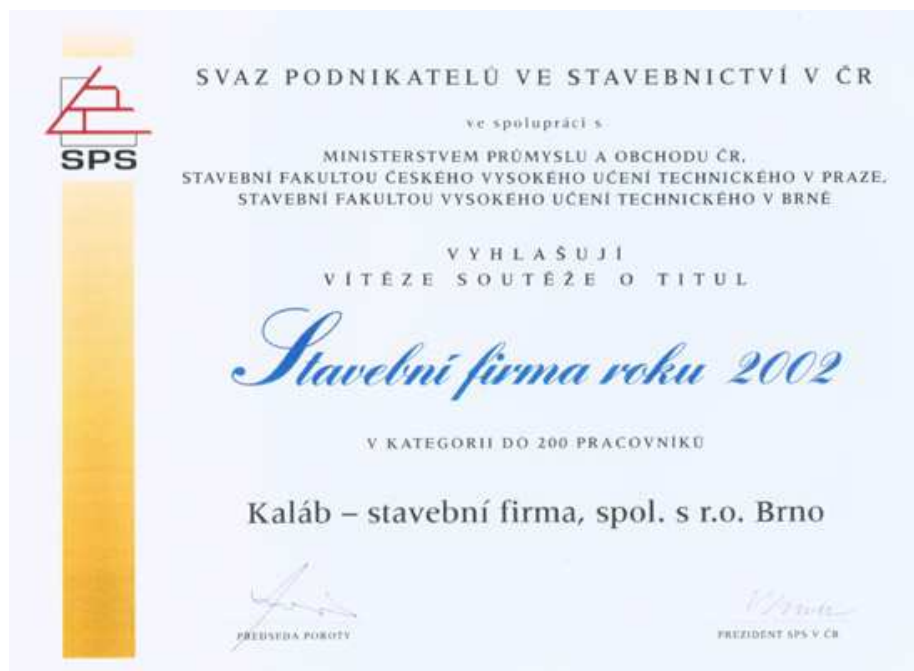 SPS
SVAZ PODNIKATELŮ VE STAVEBNICTVÍ V ČR
ve spolupráci s
MINISTERSTVEM PRŮMYSLU A OBCHODU ČR,
STAVEBNÍ FAKULTOU ČESKÉHO VYSOKÉHO UČENÍ TECHNICKÉHO V PRAZE,
STAVEBNÍ FAKULTOU VYSOKÉHO UČENÍ TECHNICKÉHO V BRNĚ
VYHLAŠUJÍ
VÍTĚZE SOUTĚŽE O TITUL
Stavební firma roku 2002
V KATEGORII DO 200 PRACOVNÍKŮ
Kaláb – stavební firma, spol. s r.o. Brno
PŘEDSEDA POROTY
PREZIDENT SPS V ČR